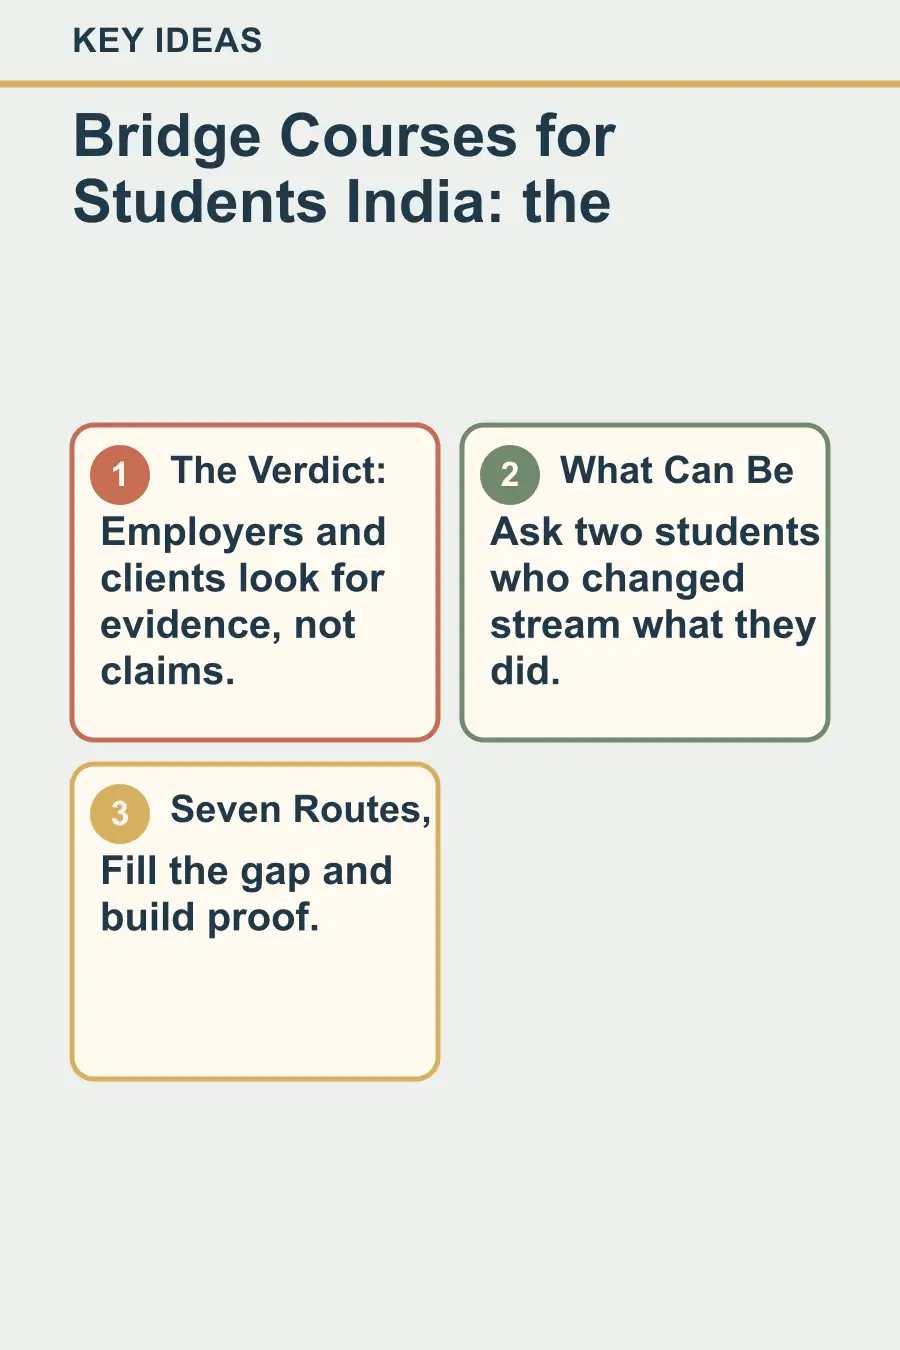 KEY IDEAS
Bridge Courses for
Students India: the
1 The Verdict:
Employers and
clients look for
evidence, not
claims.
2 What Can Be
Ask two students
who changed
stream what they
did.
3 Seven Routes,
Fill the gap and
build proof.